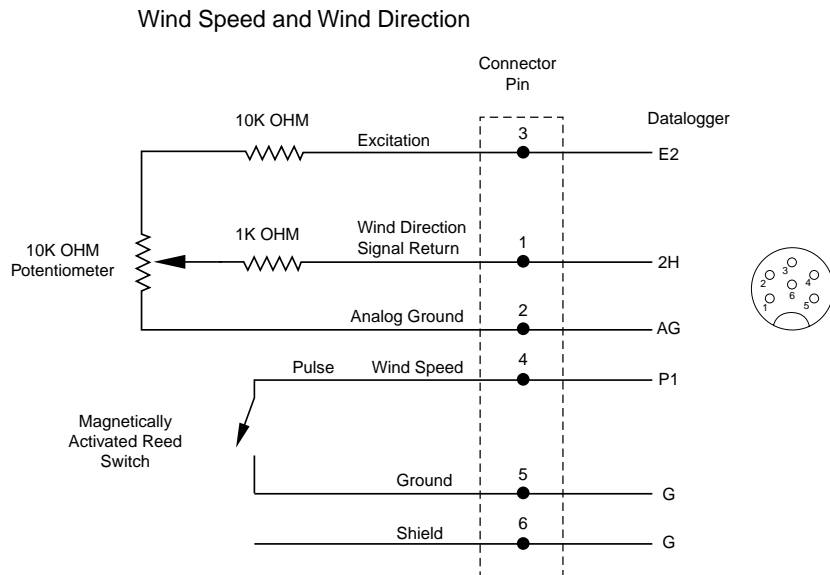 Wind Speed and Wind Direction
Connector
Pin
Datalogger
10K OHM
Excitation
3
E2
10K OHM
Potentiometer
1K OHM
Wind Direction
Signal Return
1
2H
Analog Ground
2
AG
Pulse
Wind Speed
4
P1
Magnetically
Activated Reed
Switch
Ground
5
G
Shield
6
G
3
2
4
6
1
5